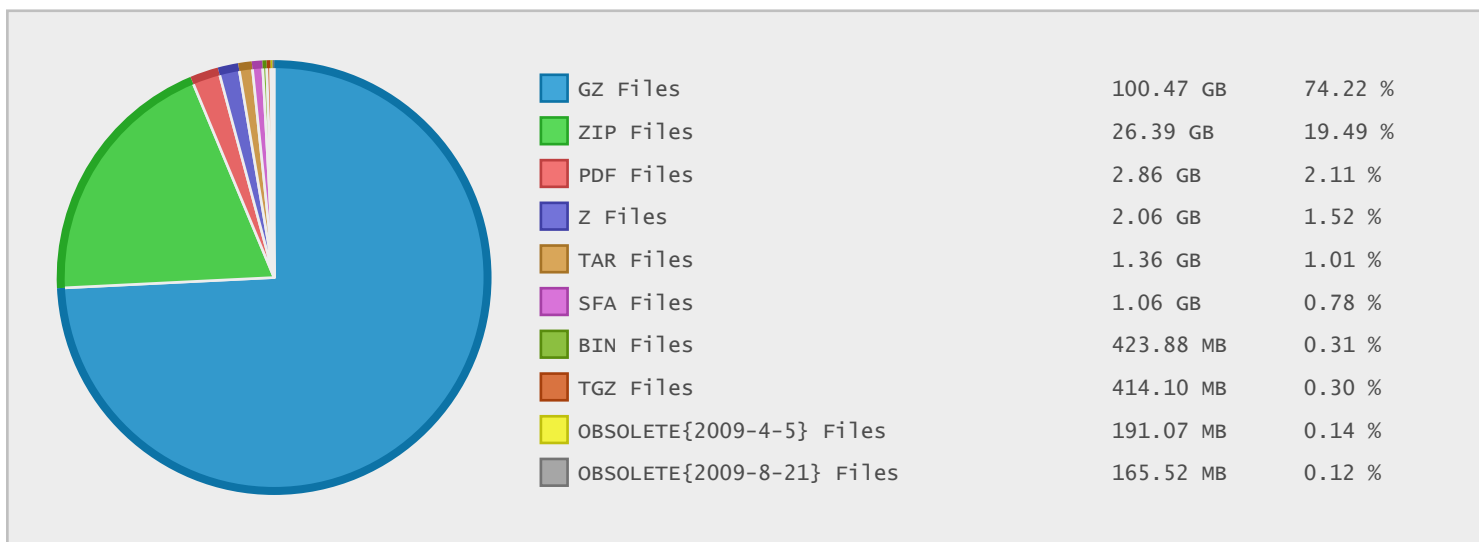 GZ Files 100.47 GB 74.22 %
ZIP Files 26.39 GB 19.49 %
PDF Files 2.86 GB 2.11 %
Z Files 2.06 GB 1.52 %
TAR Files 1.36 GB 1.01 %
SFA Files 1.06 GB 0.78 %
BIN Files 423.88 MB 0.31 %
TGZ Files 414.10 MB 0.30 %
OBSOLETE{2009-4-5} Files 191.07 MB 0.14 %
OBSOLETE{2009-8-21} Files 165.52 MB 0.12 %